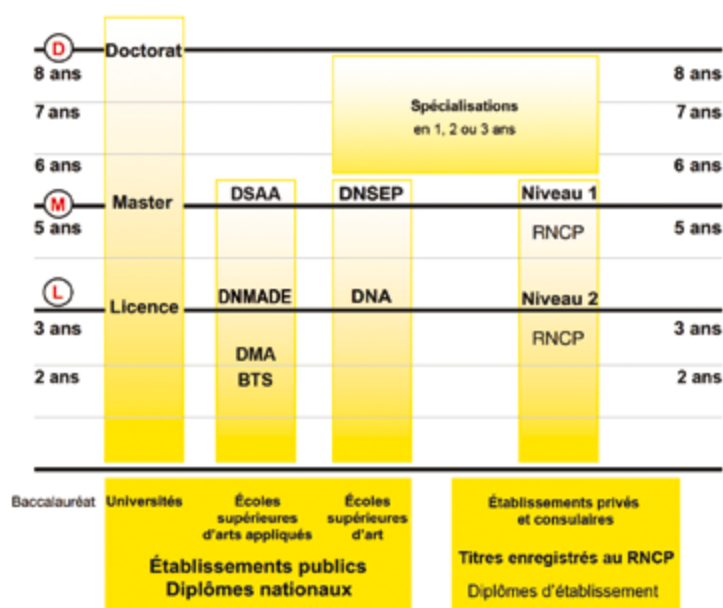 D Doctorat
8 ans 8 ans
Spécialisations
en 1, 2 ou 3 ans
7 ans 7 ans
6 ans 6 ans
M Master DSAA DNSEP Niveau 1
5 ans RNCP 5 ans
L Licence DNMADE DNA Niveau 2
3 ans RNCP 3 ans
DMA
2 ans BTS 2 ans
Baccalauréat
Universités
Écoles
supérieures
d'arts appliqués
Écoles
supérieures
d'art
Établissements publics
Diplômes nationaux
Établissements privés
et consulaires
Titres enregistrés au RNCP
Diplômes d'établissement